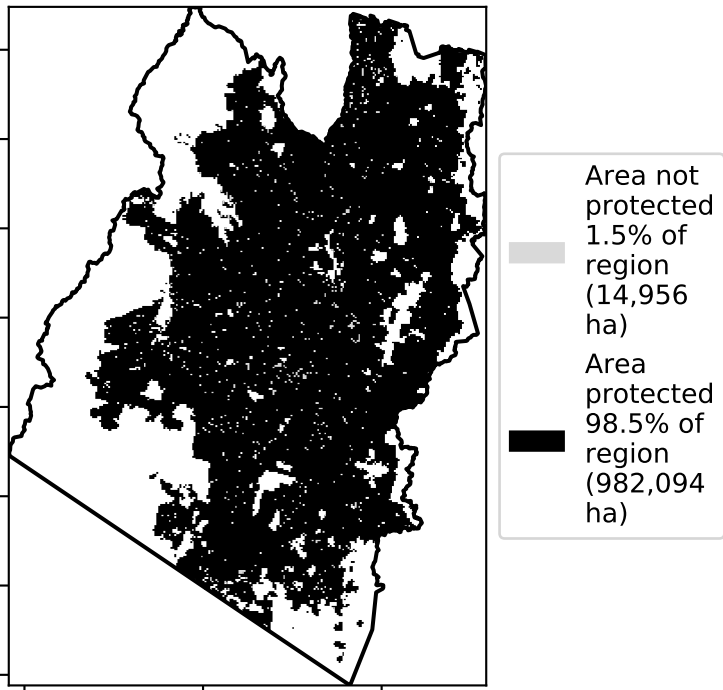 Area not
protected
1.5% of
region
(14,956
ha)
Area
protected
98.5% of
region
(982,094
ha)